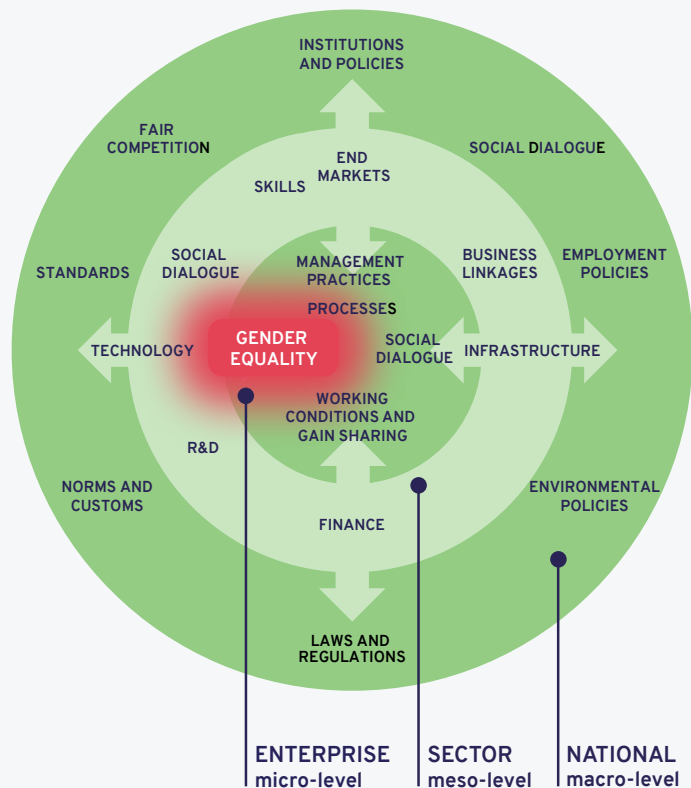 INSTITUTIONS
AND POLICIES
FAIR
COMPETITION
SOCIAL DIALOGUE
END
MARKETS
SKILLS
STANDARDS
SOCIAL
DIALOGUE
MANAGEMENT
PRACTICES
BUSINESS
LINKAGES
EMPLOYMENT
POLICIES
PROCESSES
TECHNOLOGY
GENDER
EQUALITY
SOCIAL
DIALOGUE
INFRASTRUCTURE
WORKING
CONDITIONS AND
GAIN SHARING
R&D
NORMS AND
CUSTOMS
FINANCE
ENVIRONMENTAL
POLICIES
LAWS AND
REGULATIONS
ENTERPRISE
micro-level
SECTOR
meso-level
NATIONAL
macro-level